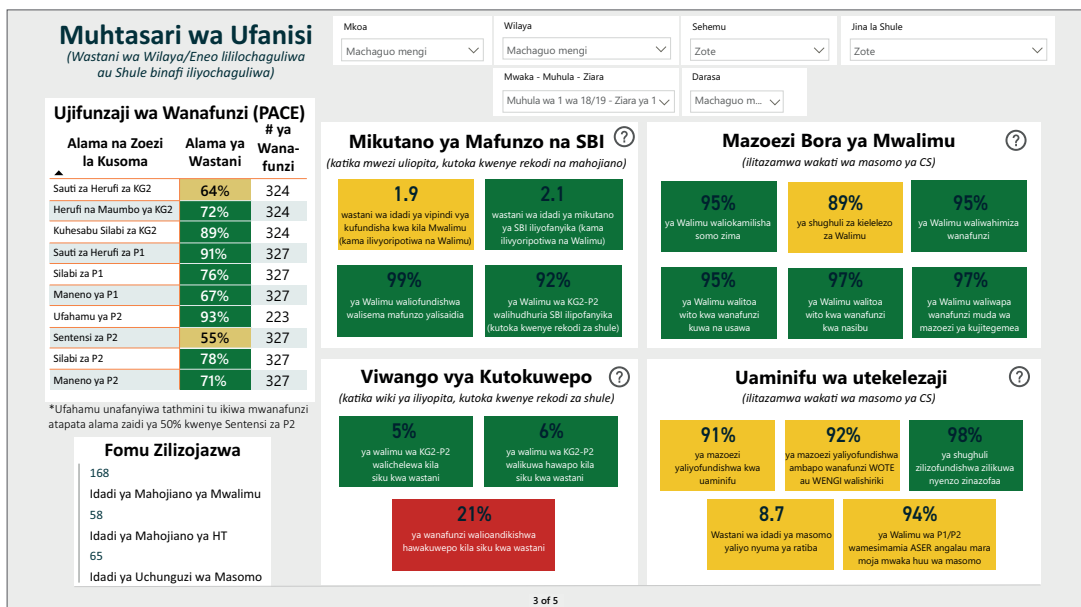 Muhtasari wa Ufanisi
(Wastani wa Wilaya/Eneo lililochaguliwa
au Shule binafi iliyochaguliwa)
Mkoa
Machaguo mengi
Wilaya
Machaguo mengi
Sehemu
Zote
Jina la Shule
Zote
Mwaka - Muhula - Ziara
Muhula wa 1 wa 18/19 - Ziara ya 1
Darasa
Machaguo m...
Ujifunzaji wa Wanafunzi (PACE)
Alama na Zoezi la Kusoma Alama ya Wastani # ya Wana-funzi
Sauti za Herufi za KG2 64% 324
Herufi na Maumbo ya KG2 72% 324
Kuhesabu Silabi za KG2 89% 324
Sauti za Herufi za P1 91% 327
Silabi za P1 76% 327
Maneno ya P1 67% 327
Ufahamu ya P2 93% 223
Sentensi za P2 55% 327
Silabi za P2 78% 327
Maneno ya P2 71% 327
*Ufahamu unafanyiwa tathmini tu ikiwa mwanafunzi
atapata alama zaidi ya 50% kwenye Sentensi za P2
Fomu Zilizojazwa
168
Idadi ya Mahojiano ya Mwalimu
58
Idadi ya Mahojiano ya HT
65
Idadi ya Uchunguzi wa Masomo
Mikutano ya Mafunzo na SBI ?
(katika mwezi uliopita, kutoka kwenye rekodi na mahojiano)
1.9
wastani wa idadi ya vipindi vya
kufundisha kwa kila Mwalimu
(kama ilivyoripotiwa na Walimu)
2.1
wastani wa idadi ya mikutano
ya SBI iliyofanyika (kama
ilivyoripotiwa na Walimu)
99%
ya Walimu waliofundishwa
walisema mafunzo yalisaidia
92%
ya Walimu wa KG2-P2
walihudhuria SBI ilipofanyika
(kutoka kwenye rekodi za shule)
Mazoezi Bora ya Mwalimu ?
(ilitazamwa wakati wa masomo ya CS)
95%
ya Walimu waliokamilisha
somo zima
89%
ya shughuli za kielelezo
za Walimu
95%
ya Walimu waliwahimiza
wanafunzi
95%
ya Walimu walitoa
wito kwa wanafunzi
kuwa na usawa
97%
ya Walimu walitoa
wito kwa wanafunzi
kwa nasibu
97%
ya Walimu waliwapa
wanafunzi muda wa
mazoezi ya kujitegemea
Viwango vya Kutokuwepo ?
(katika wiki ya iliyopita, kutoka kwenye rekodi za shule)
5%
ya walimu wa KG2-P2
walichelewa kila
siku kwa wastani
6%
ya walimu wa KG2-P2
walikuwa hawapo kila
siku kwa wastani
21%
ya wanafunzi walioandikishwa
hawakuwepo kila siku kwa wastani
Uaminifu wa utekelezaji ?
(ilitazamwa wakati wa masomo ya CS)
91%
ya mazoezi
yaliyofundishwa kwa
uaminifu
92%
ya mazoezi yaliyofundishwa
ambapo wanafunzi WOTE
au WENGI walishiriki
98%
ya shughuli
zilizofundishwa zilikuwa
nyenzo zinazofaa
8.7
Wastani wa idadi ya masomo
yaliyo nyuma ya ratiba
94%
ya Walimu wa P1/P2
wamesimamia ASER angalau mara
moja mwaka huu wa masomo
3 of 5